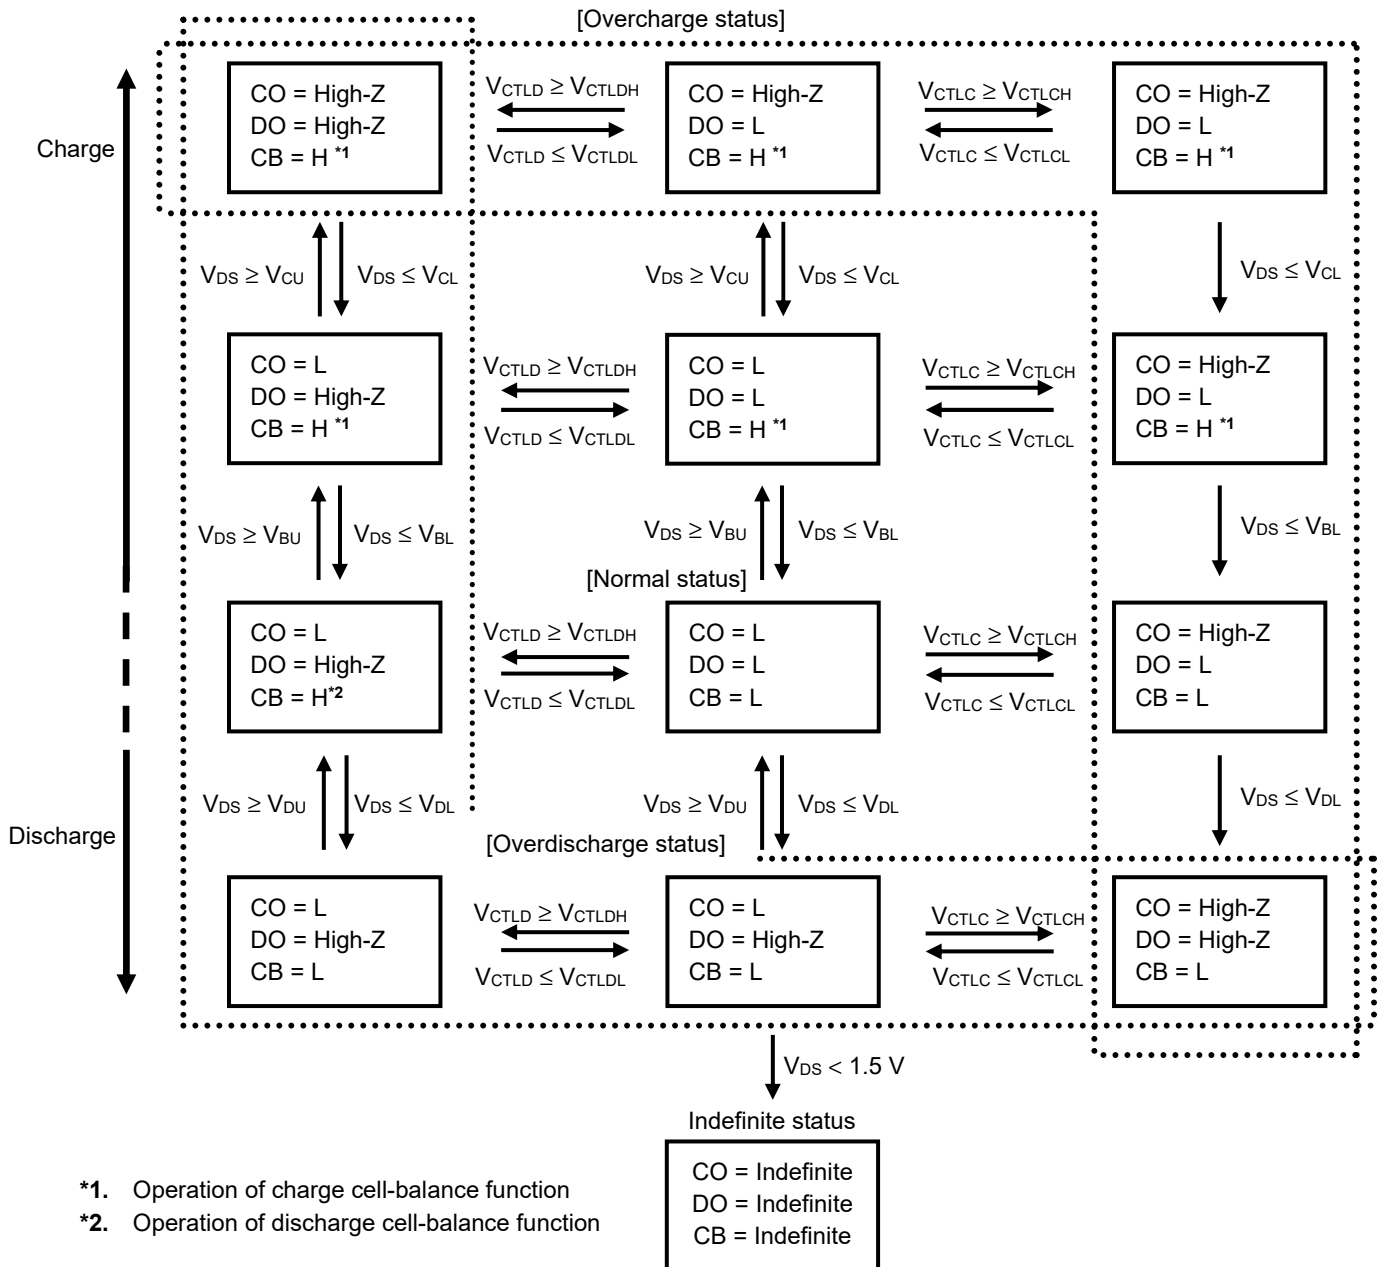 [Overcharge status]
CO = High-Z
DO = High-Z
CB = H *1
VCTLD ≥ VCTLDH
VCTLD ≤ VCTLDL
CO = High-Z
DO = L
CB = H *1
VCTLC ≥ VCTLCH
VCTLC ≤ VCTLCL
CO = High-Z
DO = L
CB = H *1
Charge
VDS ≥ VCU
VDS ≤ VCL
VDS ≥ VCU
VDS ≤ VCL
VDS ≤ VCL
CO = L
DO = High-Z
CB = H *1
VCTLD ≥ VCTLDH
VCTLD ≤ VCTLDL
CO = L
DO = L
CB = H *1
VCTLC ≥ VCTLCH
VCTLC ≤ VCTLCL
CO = High-Z
DO = L
CB = H *1
VDS ≥ VBU
VDS ≤ VBL
VDS ≥ VBU
VDS ≤ VBL
VDS ≤ VBL
[Normal status]
CO = L
DO = High-Z
CB = H*2
VCTLD ≥ VCTLDH
VCTLD ≤ VCTLDL
CO = L
DO = L
CB = L
VCTLC ≥ VCTLCH
VCTLC ≤ VCTLCL
CO = High-Z
DO = L
CB = L
VDS ≥ VDU
VDS ≤ VDL
VDS ≥ VDU
VDS ≤ VDL
VDS ≤ VDL
Discharge
[Overdischarge status]
CO = L
DO = High-Z
CB = L
VCTLD ≥ VCTLDH
VCTLD ≤ VCTLDL
CO = L
DO = High-Z
CB = L
VCTLC ≥ VCTLCH
VCTLC ≤ VCTLCL
CO = High-Z
DO = High-Z
CB = L
VDS < 1.5 V
Indefinite status
CO = Indefinite
DO = Indefinite
CB = Indefinite
*1. Operation of charge cell-balance function
*2. Operation of discharge cell-balance function